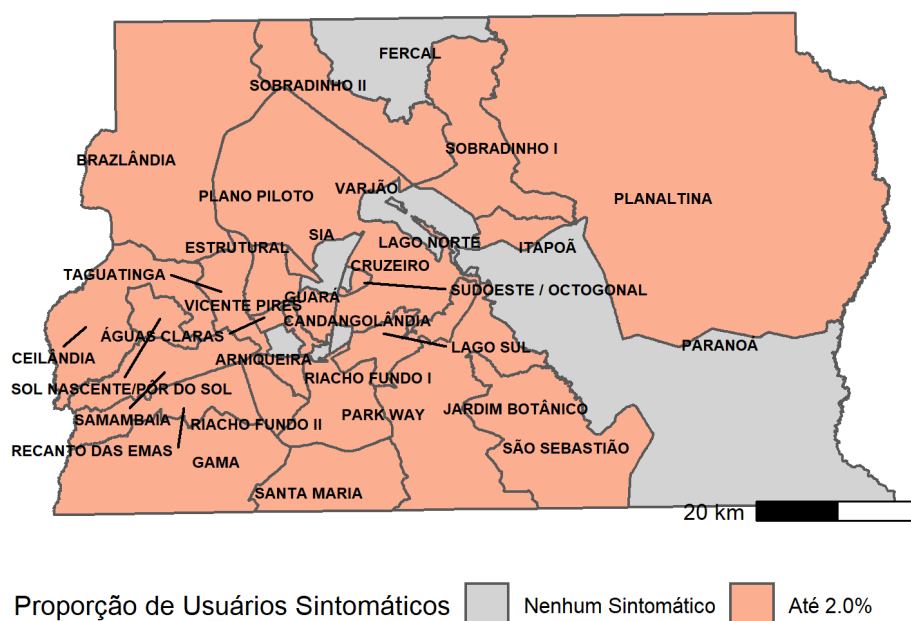 FERCAL
SOBRADINHO II
SOBRADINHO I
BRAZLÂNDIA
VARJÃO
PLANO PILOTO
PLANALTINA
SIA
ESTRUTURAL
LAGO NORTE
ITAPOÃ
CRUZEIRO
TAGUATINGA
SUDOESTE / OCTOGONAL
GUARÁ
VICENTE PIRES
CANDANGOLÂNDIA
ÁGUAS CLARAS
PARANOÁ
LAGO SUL
CEILÂNDIA
ARNIQUEIRA
RIACHO FUNDO I
SOL NASCENTE/PÔR DO SOL
JARDIM BOTÂNICO
PARK WAY
SAMAMBAIA
RIACHO FUNDO II
SÃO SEBASTIÃO
RECANTO DAS EMAS
GAMA
SANTA MARIA
20 km
Proporção de Usuários Sintomáticos Nenhum Sintomático Até 2.0%